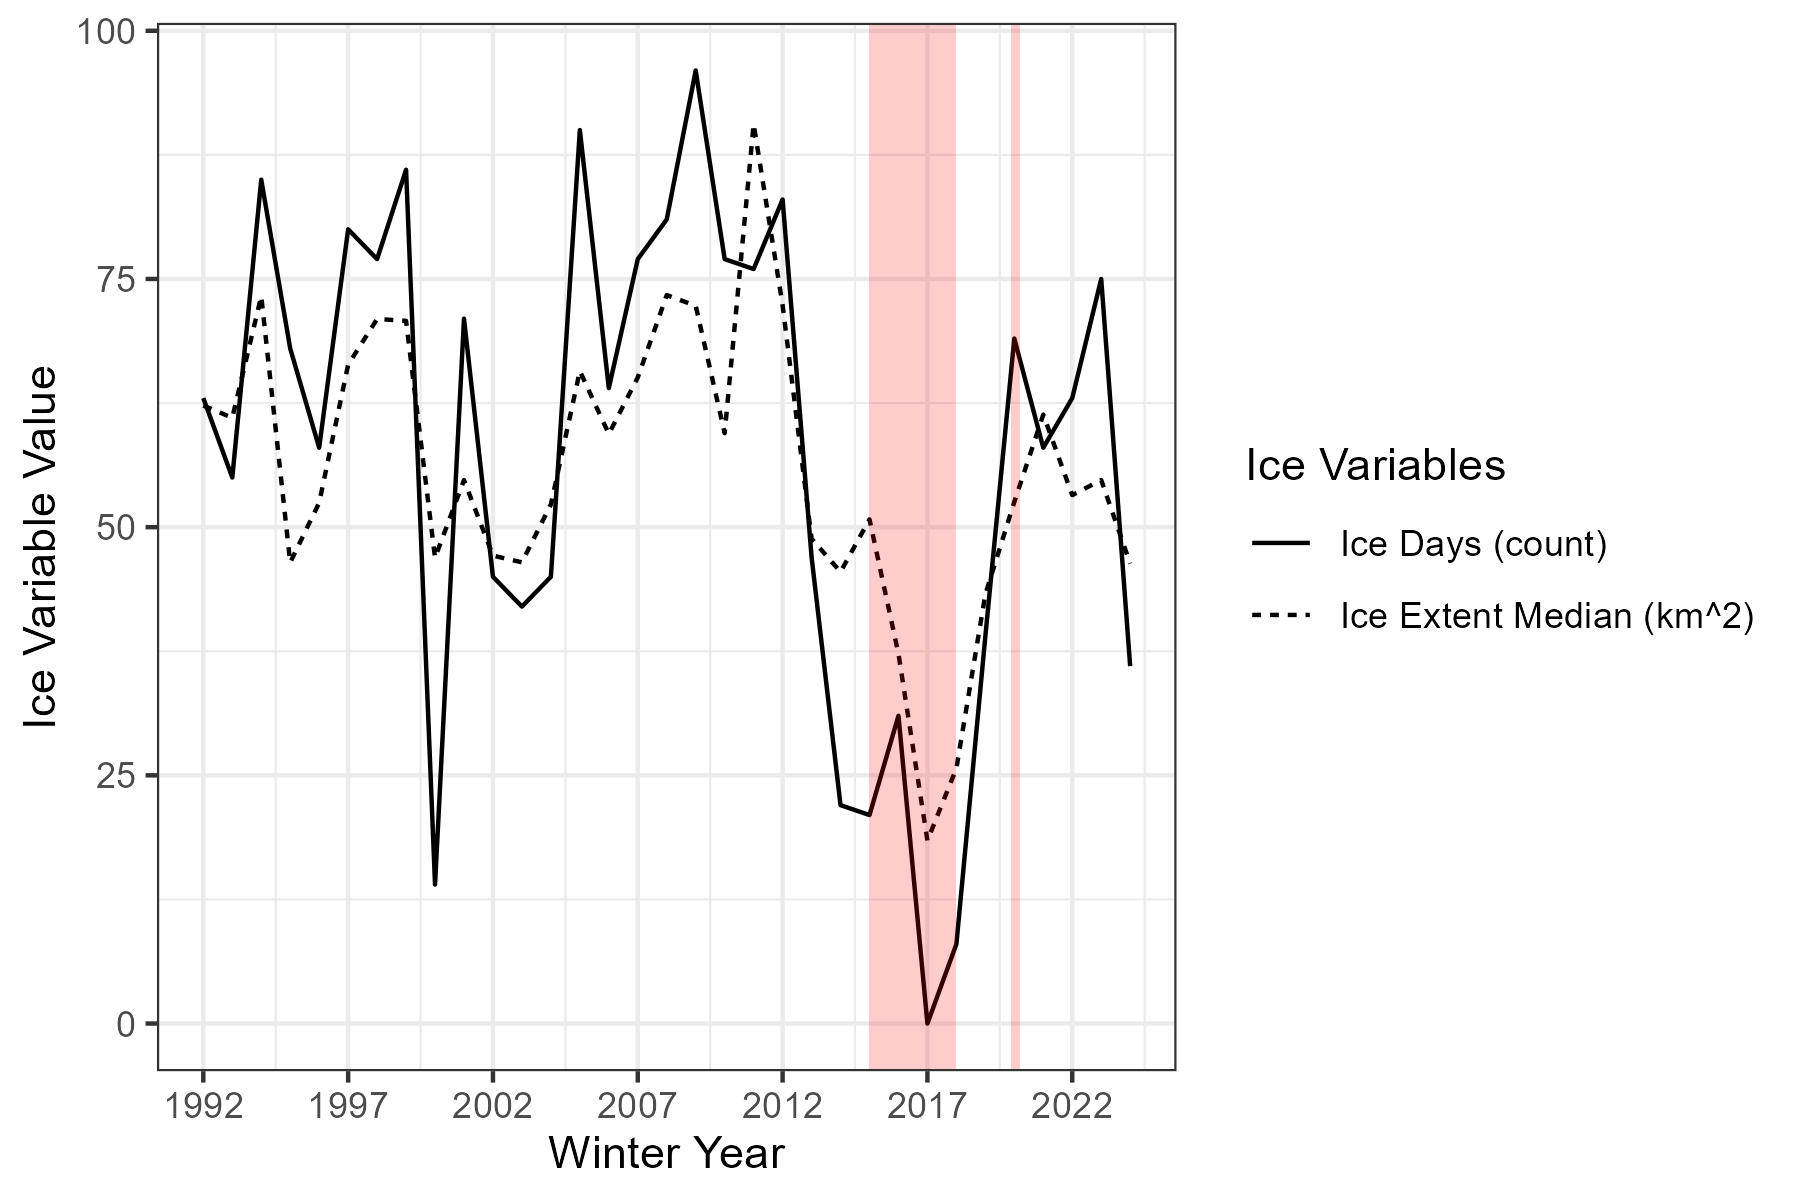 Ice Variable Value
100
75
50
25
0
1992 1997 2002 2007 2012 2017 2022
Winter Year
Ice Variables
Ice Days (count)
Ice Extent Median (km^2)